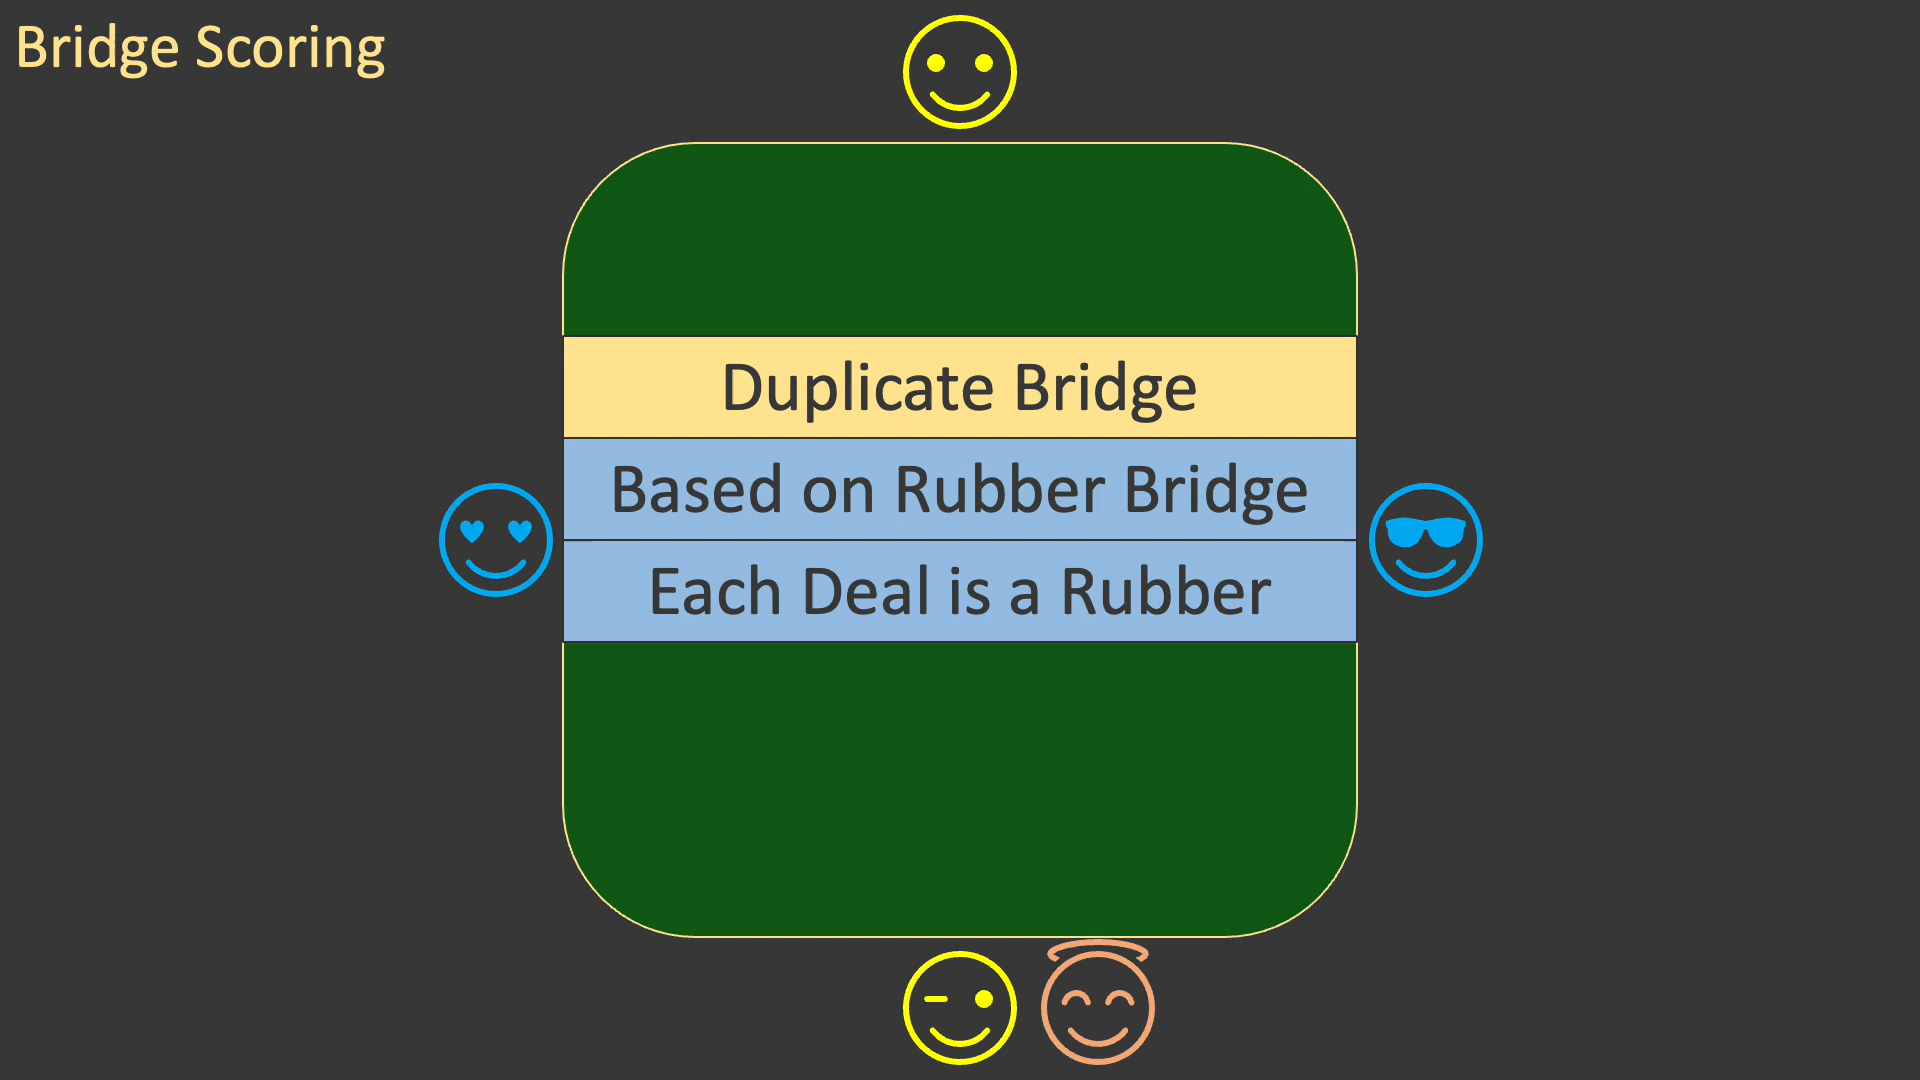 Bridge Scoring
Duplicate Bridge
Based on Rubber Bridge
Each Deal is a Rubber